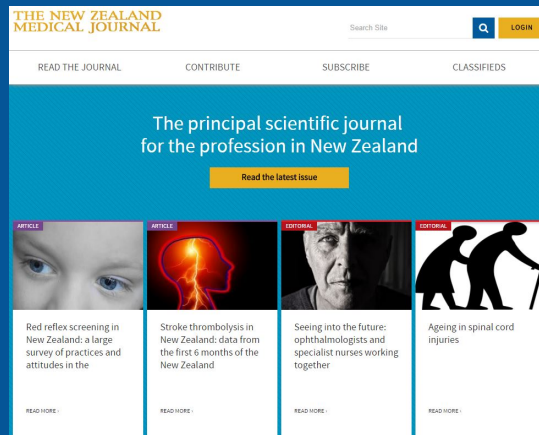 THE NEW ZEALAND
MEDICAL JOURNAL
Search Site
LOGIN
READ THE JOURNAL
CONTRIBUTE
SUBSCRIBE
CLASSIFIEDS
The principal scientific journal
for the profession in New Zealand
Read the latest issue
ARTICLE
Red reflex screening in
New Zealand: a large
survey of practices and
attitudes in the
READ MORE ›
ARTICLE
Stroke thrombolysis in
New Zealand: data from
the first 6 months of the
New Zealand
READ MORE ›
EDITORIAL
Seeing into the future:
ophthalmologists and
specialist nurses working
together
READ MORE ›
EDITORIAL
Ageing in spinal cord
injuries
READ MORE ›